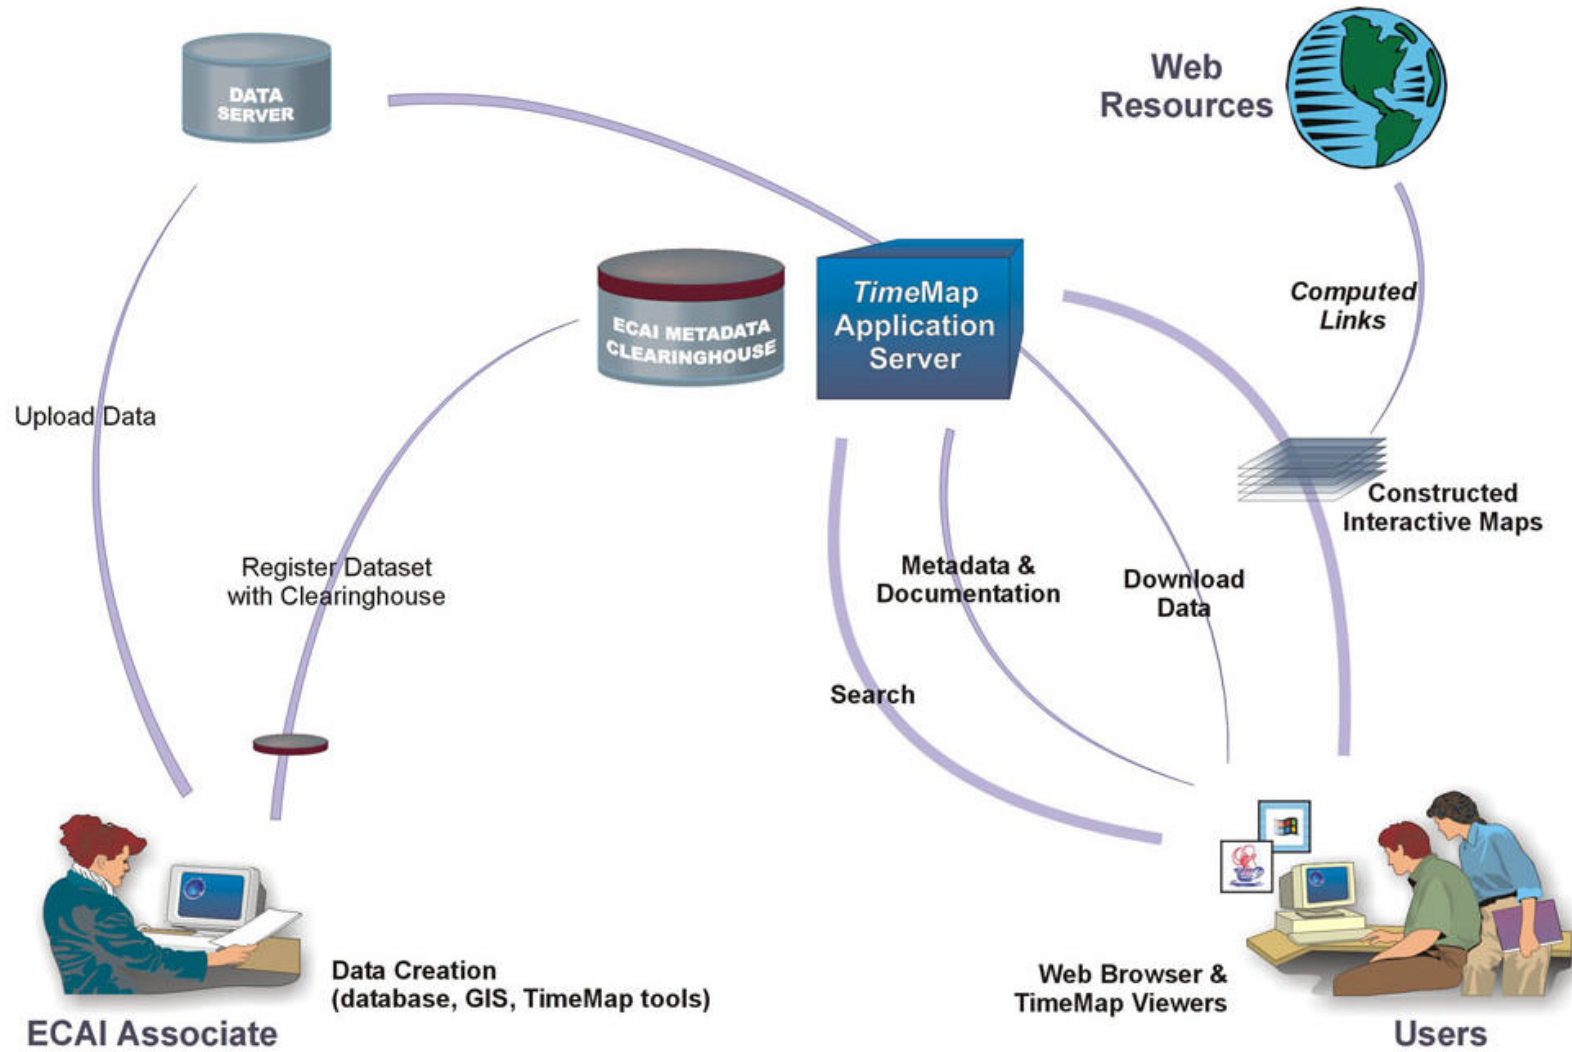 DATA
SERVER
Web
Resources
ECAI METADATA
CLEARINGHOUSE
TimeMap
Application
Server
Computed
Links
Upload Data
Constructed
Interactive Maps
Register Dataset
with Clearinghouse
Metadata &
Documentation
Download
Data
Search
Data Creation
(database, GIS, TimeMap tools)
ECAI Associate
Web Browser &
TimeMap Viewers
Users